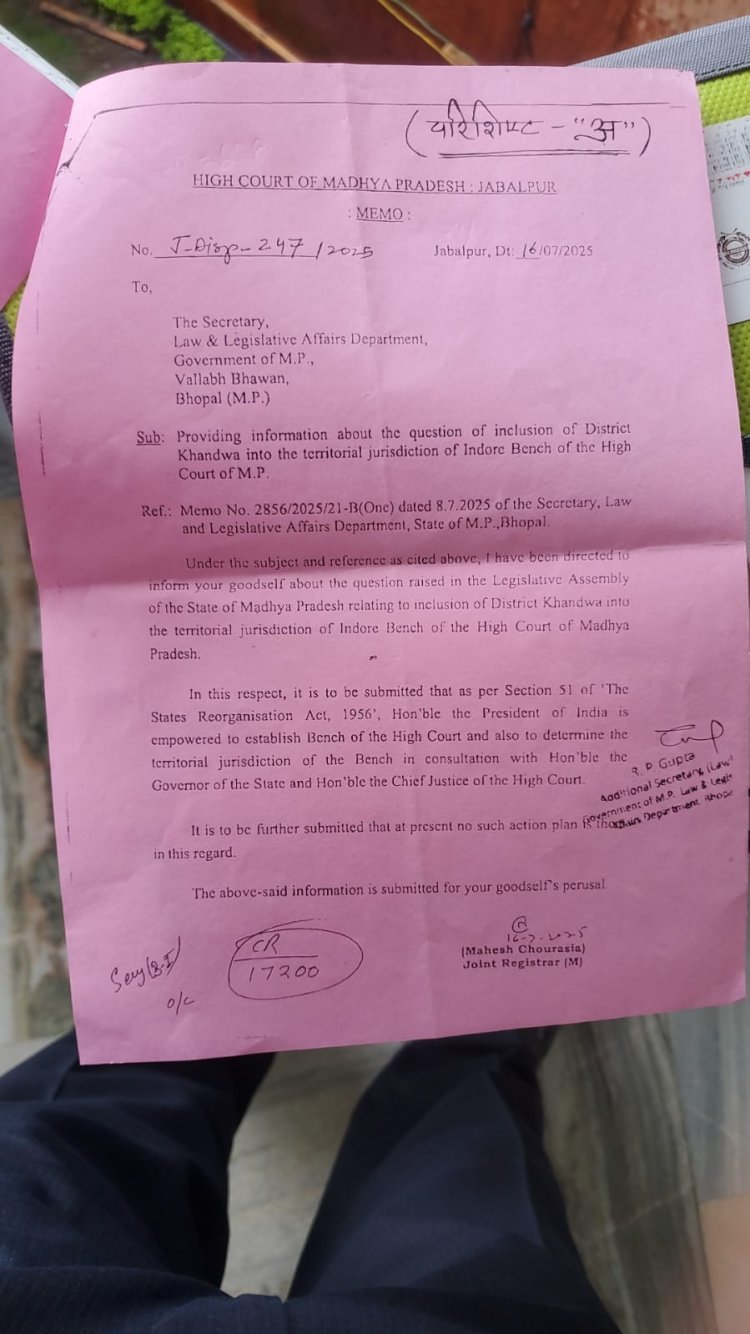 (परिशिष्ट - "अ")
HIGH COURT OF MADHYA PRADESH : JABALPUR
: MEMO :
No. J-Disp- 247 /2025 Jabalpur, Dt: 16/07/2025
To,
The Secretary,
Law & Legislative Affairs Department,
Government of M.P.,
Vallabh Bhawan,
Bhopal (M.P.)
Sub: Providing information about the question of inclusion of District
Khandwa into the territorial jurisdiction of Indore Bench of the High
Court of M.P.
Ref.: Memo No. 2856/2025/21-B(One) dated 8.7.2025 of the Secretary, Law
and Legislative Affairs Department, State of M.P.,Bhopal.
Under the subject and reference as cited above, I have been directed to
inform your goodself about the question raised in the Legislative Assembly
of the State of Madhya Pradesh relating to inclusion of District Khandwa into
the territorial jurisdiction of Indore Bench of the High Court of Madhya
Pradesh.
In this respect, it is to be submitted that as per Section 51 of 'The
States Reorganisation Act, 1956', Hon'ble the President of India is
empowered to establish Bench of the High Court and also to determine the
territorial jurisdiction of the Bench in consultation with Hon'ble the
Governor of the State and Hon'ble the Chief Justice of the High Court.
R. P. Gupta
Additional Secretary (Law)
Government of M.P. Law & Legis
Department,
It is to be further submitted that at present no such action plan is
in this regard.
The above-said information is submitted for your goodself's perusal.
16-7-2025
(Mahesh Chourasia)
Joint Registrar (M)
CR
17200
o/c